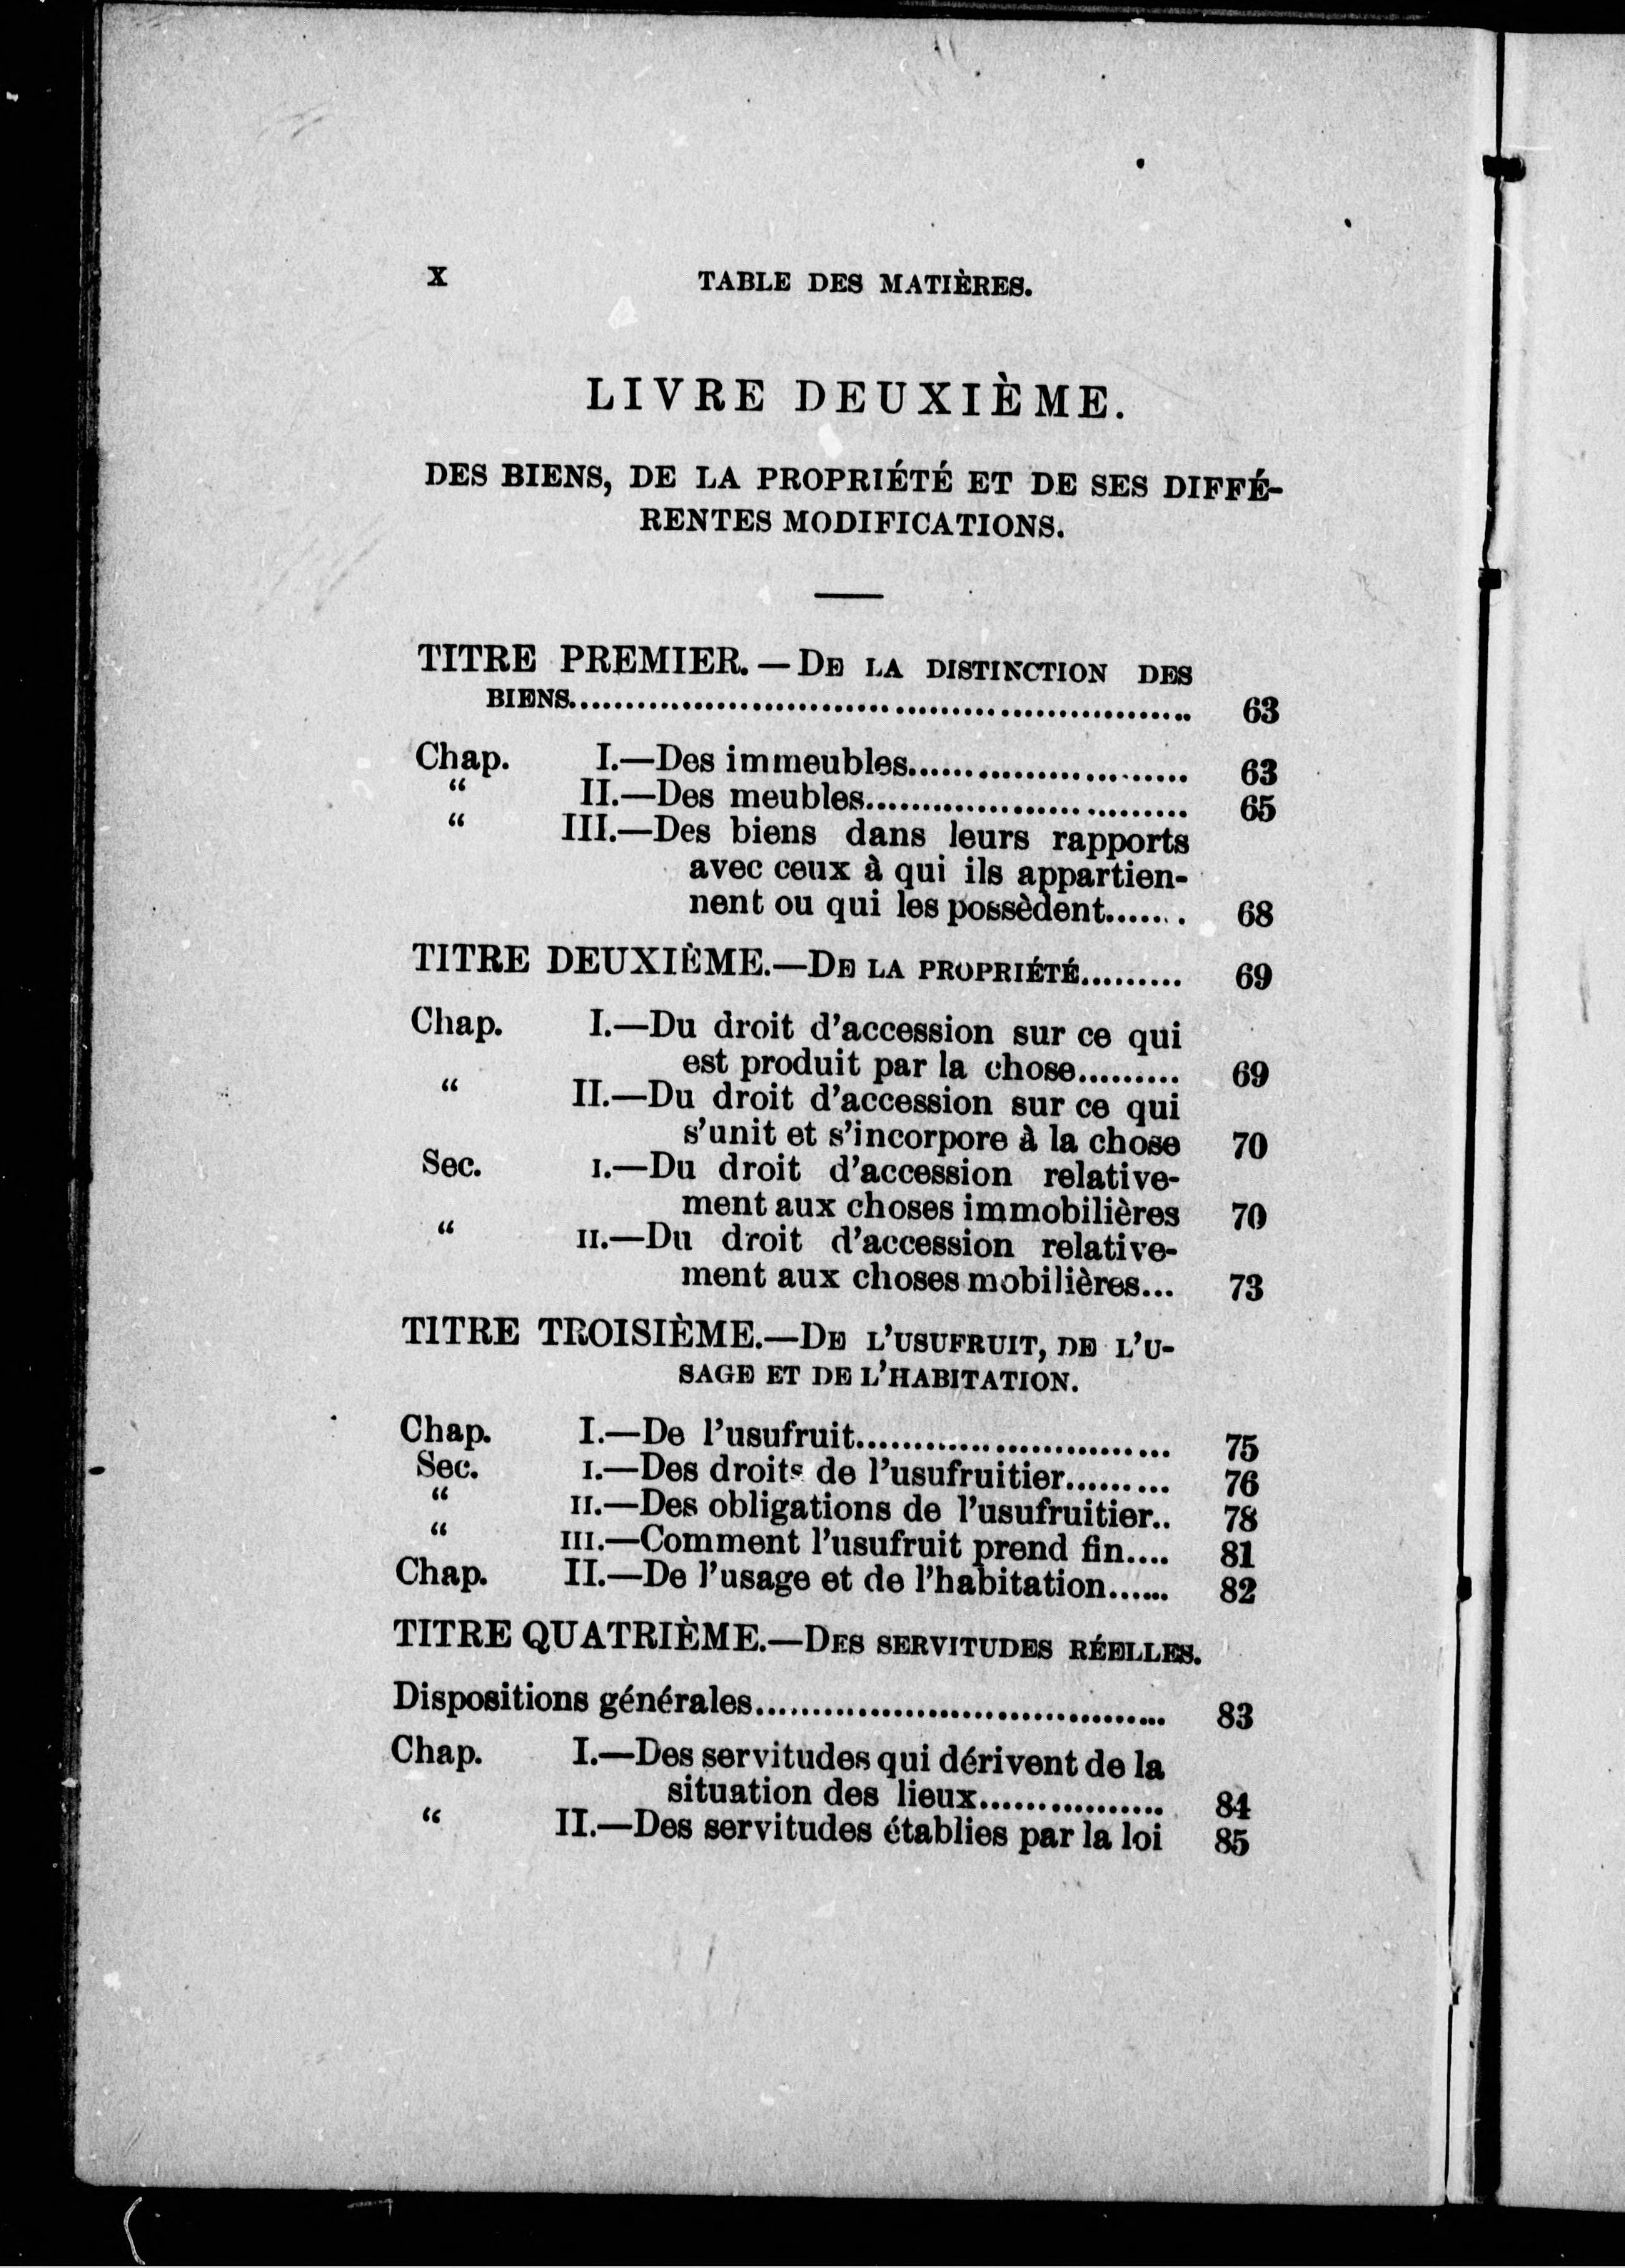 X TABLE DES MATIÈRES.
LIVRE DEUXIÈME.
DES BIENS, DE LA PROPRIÉTÉ ET DE SES DIFFÉ-
RENTES MODIFICATIONS.
TITRE PREMIER. — DE LA DISTINCTION DES
BIENS.................................................... 63
Chap. I.—Des immeubles........................ 63
“ II.—Des meubles............................ 65
“ III.—Des biens dans leurs rapports
avec ceux à qui ils appartien-
nent ou qui les possèdent....... 68
TITRE DEUXIÈME.—DE LA PROPRIÉTÉ......... 69
Chap. I.—Du droit d'accession sur ce qui
est produit par la chose......... 69
“ II.—Du droit d'accession sur ce qui
s'unit et s'incorpore à la chose 70
Sec. I.—Du droit d'accession relative-
ment aux choses immobilières 70
“ II.—Du droit d'accession relative-
ment aux choses mobilières... 73
TITRE TROISIÈME.—DE L'USUFRUIT, DE L'U-
SAGE ET DE L'HABITATION.
Chap. I.—De l'usufruit........................... 75
Sec. I.—Des droits de l'usufruitier......... 76
“ II.—Des obligations de l'usufruitier.. 78
“ III.—Comment l'usufruit prend fin.... 81
Chap. II.—De l'usage et de l'habitation...... 82
TITRE QUATRIÈME.—DES SERVITUDES RÉELLES.
Dispositions générales.................................... 83
Chap. I.—Des servitudes qui dérivent de la
situation des lieux................ 84
“ II.—Des servitudes établies par la loi 85